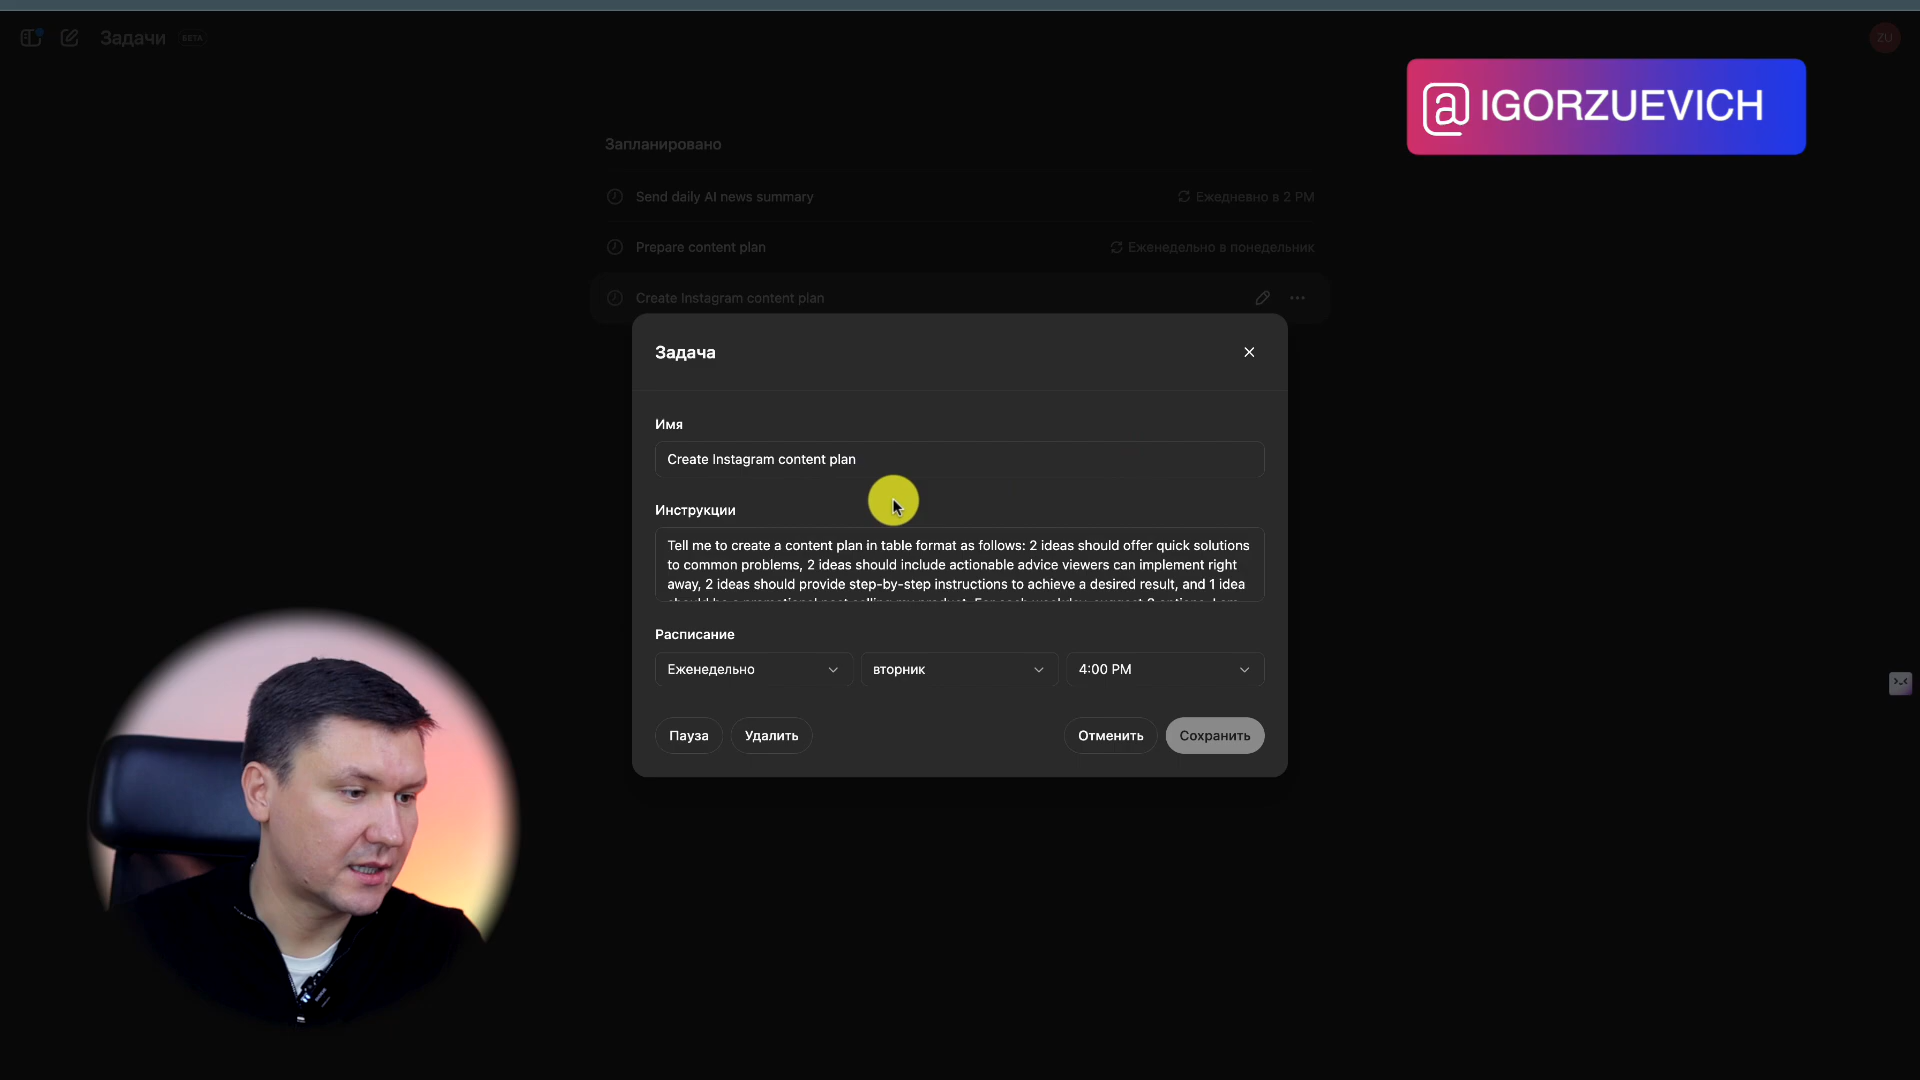 Задачи BETA
ZU
@IGORZUEVICH
Запланировано
Send daily AI news summary
Ежедневно в 2 PM
Prepare content plan
Еженедельно в понедельник
Create Instagram content plan
Задача
Имя
Create Instagram content plan
Инструкции
Tell me to create a content plan in table format as follows: 2 ideas should offer quick solutions
to common problems, 2 ideas should include actionable advice viewers can implement right
away, 2 ideas should provide step-by-step instructions to achieve a desired result, and 1 idea
Расписание
Еженедельно
вторник
4:00 PM
Пауза
Удалить
Отменить
Сохранить